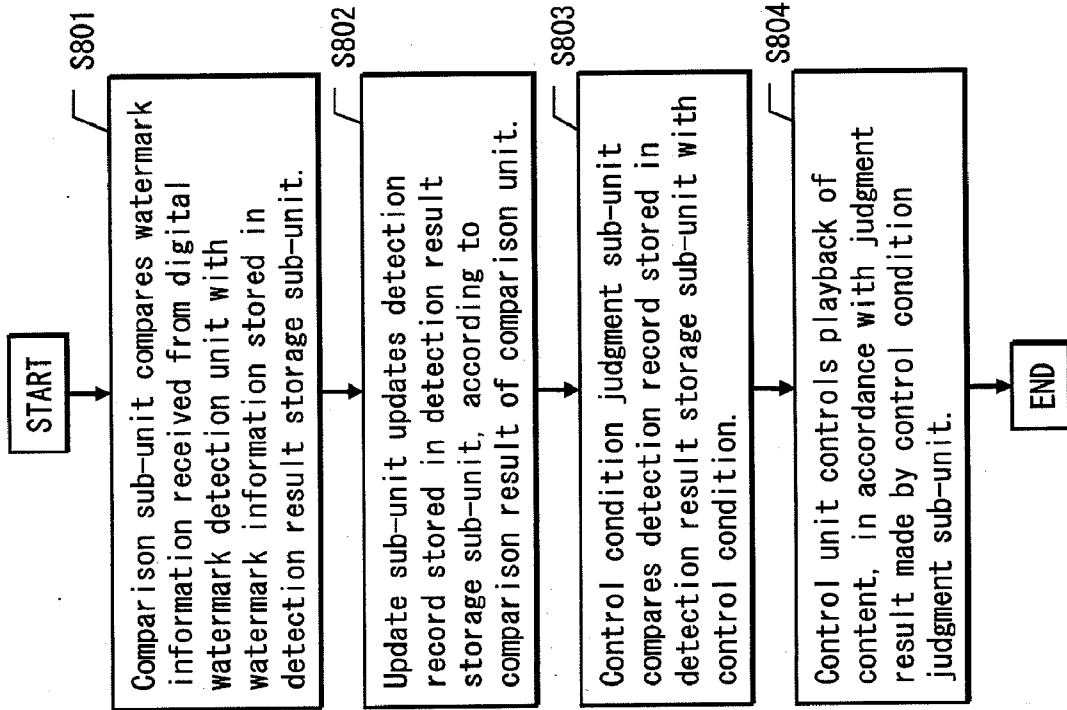 START
S801
Comparison sub-unit compares watermark
information received from digital
watermark detection unit with
watermark information stored in
detection result storage sub-unit.
S802
Update sub-unit updates detection
record stored in detection result
storage sub-unit, according to
comparison result of comparison unit.
S803
Control condition judgment sub-unit
compares detection record stored in
detection result storage sub-unit with
control condition.
S804
Control unit controls playback of
content, in accordance with judgment
result made by control condition
judgment sub-unit.
END